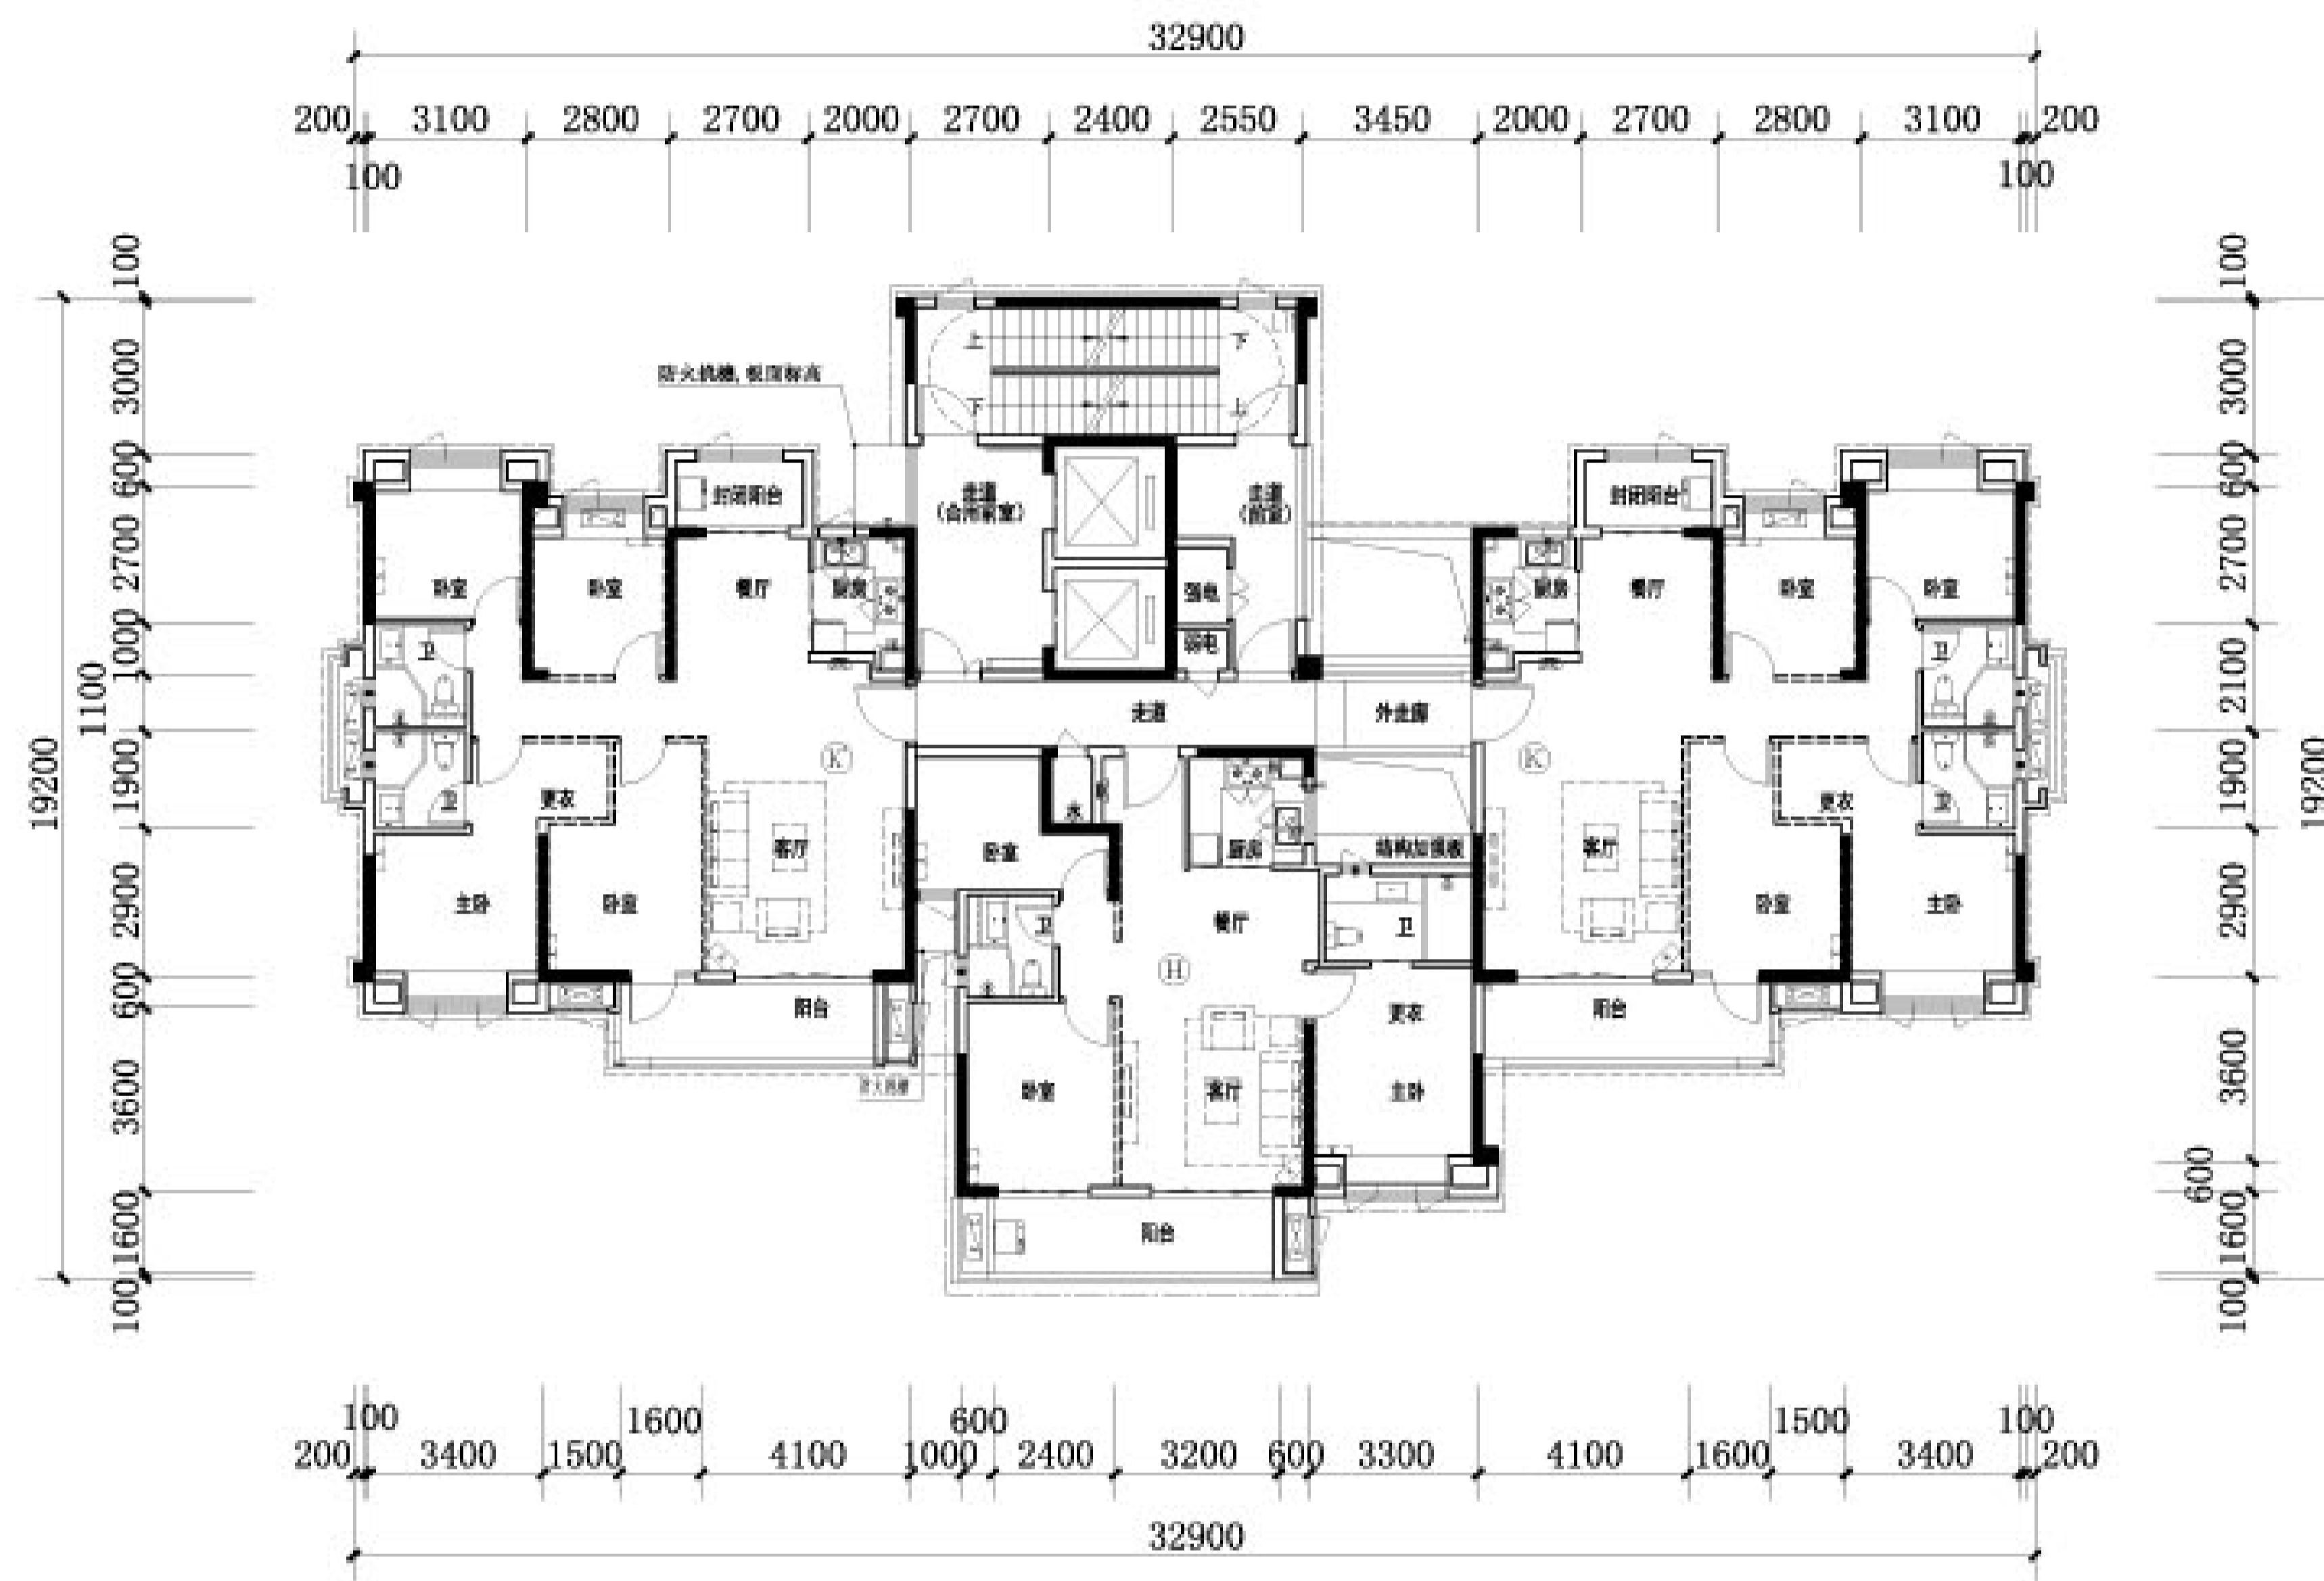 32900
200 3100 2800 2700 2000 2700 2400 2550 3450 2000 2700 2800 3100 200
100 100
100 3000 600 2700 1000 1100 1900 2900 600 3600 1600 100
19200
100 3000 600 2700 2100 1900 2900 3600 600 1600 100
19200
防火挑檐,板面标高
上 下
下 上
封闭阳台 封闭阳台
(合用前室)
卧室 卧室 餐厅 厨房 强电 厨房 餐厅 卧室 卧室
卫 弱电 卫
走道 外走廊
K K
更衣 水 更衣
卫 卫
客厅 卧室 厨房 结构加强板 客厅
主卧 卧室 卫 餐厅 卫 卧室 主卧
H
阳台 更衣 阳台
卧室 客厅 主卧
阳台
100 1600 600 1500 100
200 3400 1500 4100 1000 2400 3200 600 3300 4100 1600 3400 200
32900